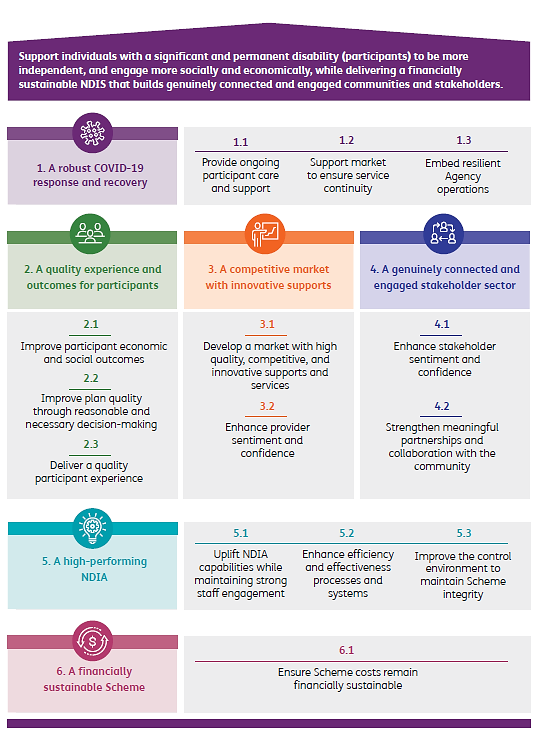 Support individuals with a significant and permanent disability (participants) to be more
independent, and engage more socially and economically, while delivering a financially
sustainable NDIS that builds genuinely connected and engaged communities and stakeholders.
1. A robust COVID-19
response and recovery
1.1
Provide ongoing
participant care
and support
1.2
Support market
to ensure service
continuity
1.3
Embed resilient
Agency
operations
2. A quality experience and
outcomes for participants
2.1
Improve participant economic
and social outcomes
2.2
Improve plan quality
through reasonable and
necessary decision-making
2.3
Deliver a quality
participant experience
3. A competitive market
with innovative supports
3.1
Develop a market with high
quality, competitive, and
innovative supports and
services
3.2
Enhance provider
sentiment and
confidence
4. A genuinely connected and
engaged stakeholder sector
4.1
Enhance stakeholder
sentiment and
confidence
4.2
Strengthen meaningful
partnerships and
collaboration with the
community
5. A high-performing
NDIA
5.1
Uplift NDIA
capabilities while
maintaining strong
staff engagement
5.2
Enhance efficiency
and effectiveness
processes and
systems
5.3
Improve the control
environment to
maintain Scheme
integrity
$
6. A financially
sustainable Scheme
6.1
Ensure Scheme costs remain
financially sustainable